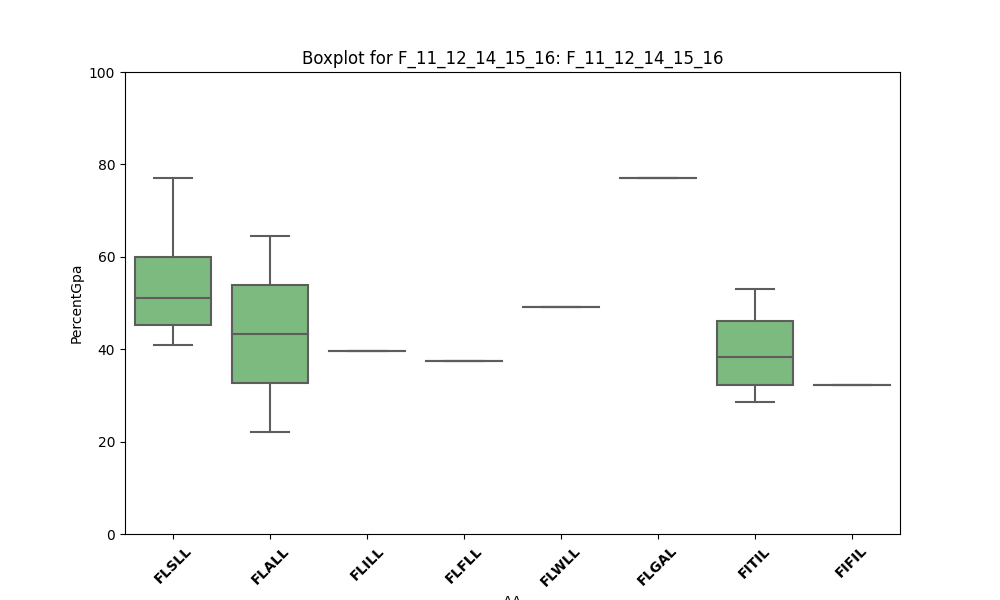 Boxplot for F_11_12_14_15_16: F_11_12_14_15_16
100
80
60
40
20
0
PercentGpa
FLSLL
FLALL
FLILL
FLFLL
FLWLL
FLGAL
FITIL
FIFIL
AA